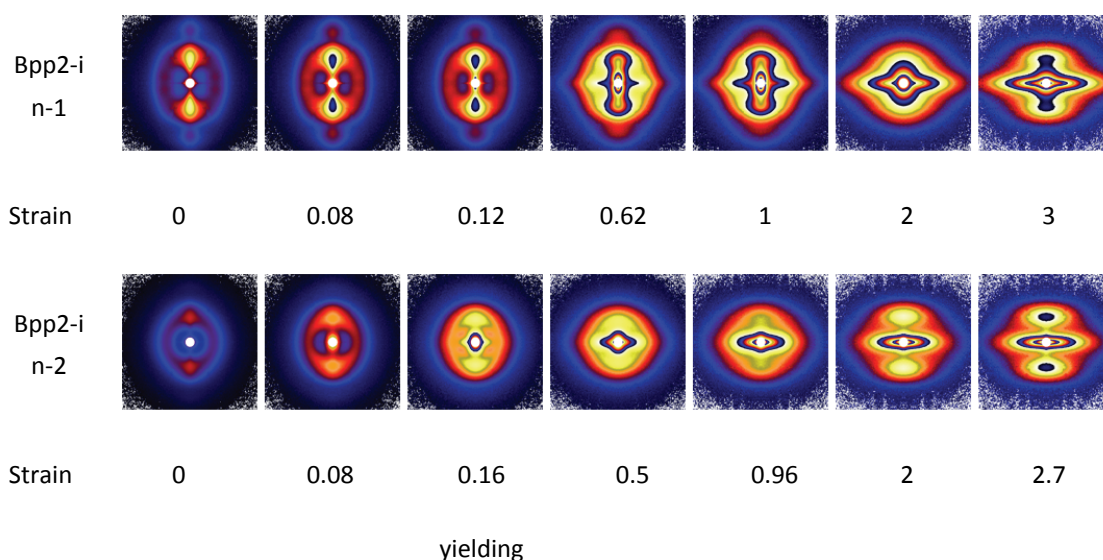 Bpp2-i
n-1
Strain 0 0.08 0.12 0.62 1 2 3
Bpp2-i
n-2
Strain 0 0.08 0.16 0.5 0.96 2 2.7
yielding